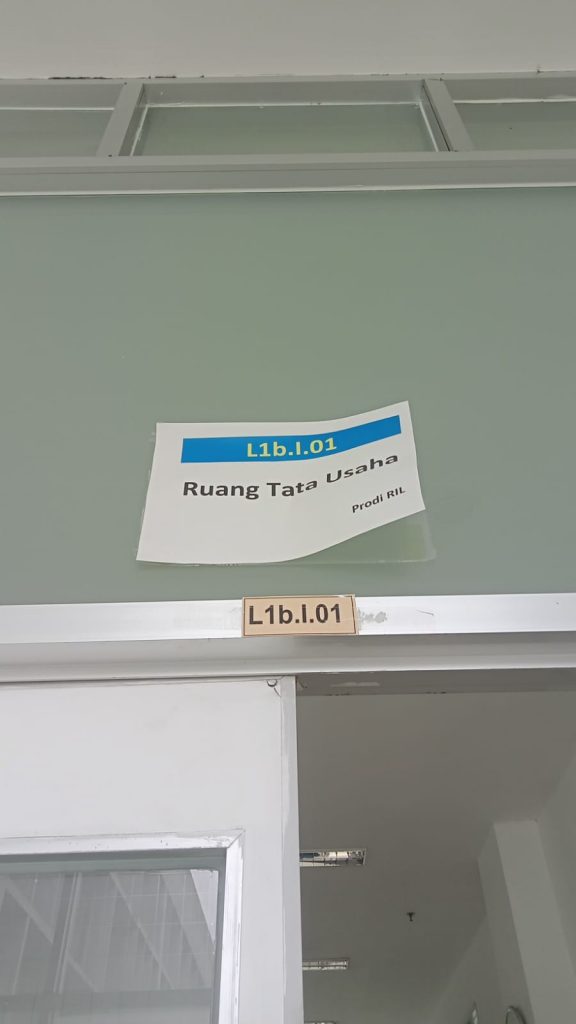 L1b.I.01
Ruang Tata Usaha
Prodi RIL
L1b.I.01